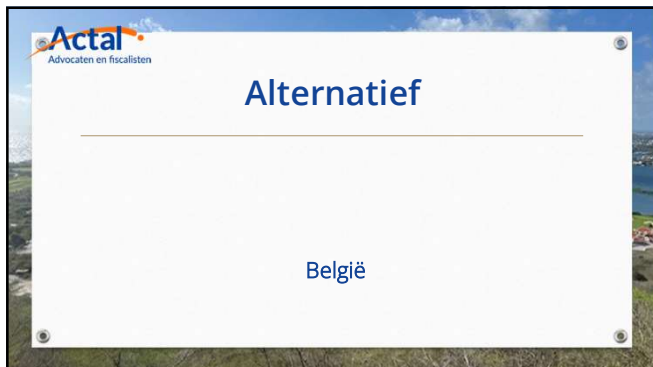 Actal
Advocaten en fiscalisten
Alternatief
België